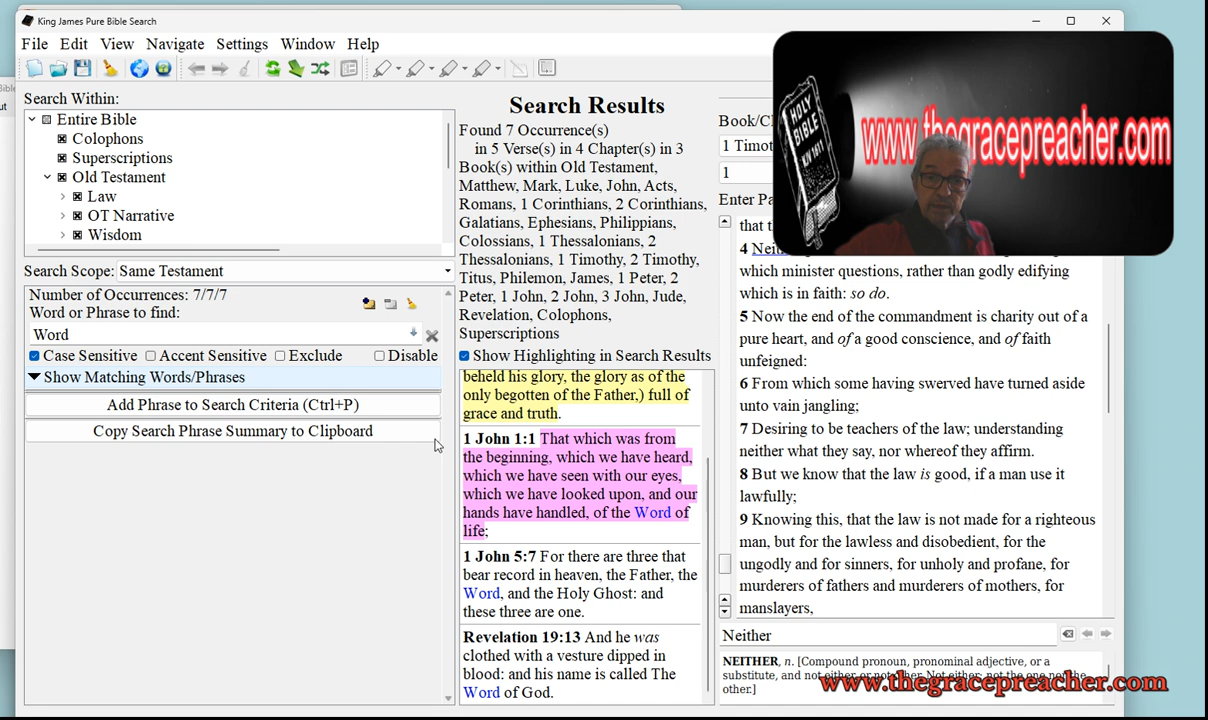 King James Pure Bible Search
File Edit View Navigate Settings Window Help
Search Within:
Entire Bible
Colophons
Superscriptions
Old Testament
Law
OT Narrative
Wisdom
Search Scope: Same Testament
Number of Occurrences: 7/7/7
Word or Phrase to find:
Word
Case Sensitive Accent Sensitive Exclude Disable
Show Matching Words/Phrases
Add Phrase to Search Criteria (Ctrl+P)
Copy Search Phrase Summary to Clipboard
Search Results
Found 7 Occurrence(s)
in 5 Verse(s) in 4 Chapter(s) in 3
Book(s) within Old Testament,
Matthew, Mark, Luke, John, Acts,
Romans, 1 Corinthians, 2 Corinthians,
Galatians, Ephesians, Philippians,
Colossians, 1 Thessalonians, 2
Thessalonians, 1 Timothy, 2 Timothy,
Titus, Philemon, James, 1 Peter, 2
Peter, 1 John, 2 John, 3 John, Jude,
Revelation, Colophons,
Superscriptions
Show Highlighting in Search Results
beheld his glory, the glory as of the
only begotten of the Father,) full of
grace and truth.
1 John 1:1 That which was from
the beginning, which we have heard,
which we have seen with our eyes,
which we have looked upon, and our
hands have handled, of the Word of
life;
1 John 5:7 For there are three that
bear record in heaven, the Father, the
Word, and the Holy Ghost: and
these three are one.
Revelation 19:13 And he was
clothed with a vesture dipped in
blood: and his name is called The
Word of God.
HOLY
BIBLE
KJV 1611
www.thegracepreacher.com
Book/C
1 Timot
1
Enter Pa
that th
4 Neit
which minister questions, rather than godly edifying
which is in faith: so do.
5 Now the end of the commandment is charity out of a
pure heart, and of a good conscience, and of faith
unfeigned:
6 From which some having swerved have turned aside
unto vain jangling;
7 Desiring to be teachers of the law; understanding
neither what they say, nor whereof they affirm.
8 But we know that the law is good, if a man use it
lawfully;
9 Knowing this, that the law is not made for a righteous
man, but for the lawless and disobedient, for the
ungodly and for sinners, for unholy and profane, for
murderers of fathers and murderers of mothers, for
manslayers,
Neither
NEITHER, n. [Compound pronoun, pronominal adjective, or a
substitute, and not either or not other. Not either; not the one nor the
other.]
www.thegracepreacher.com